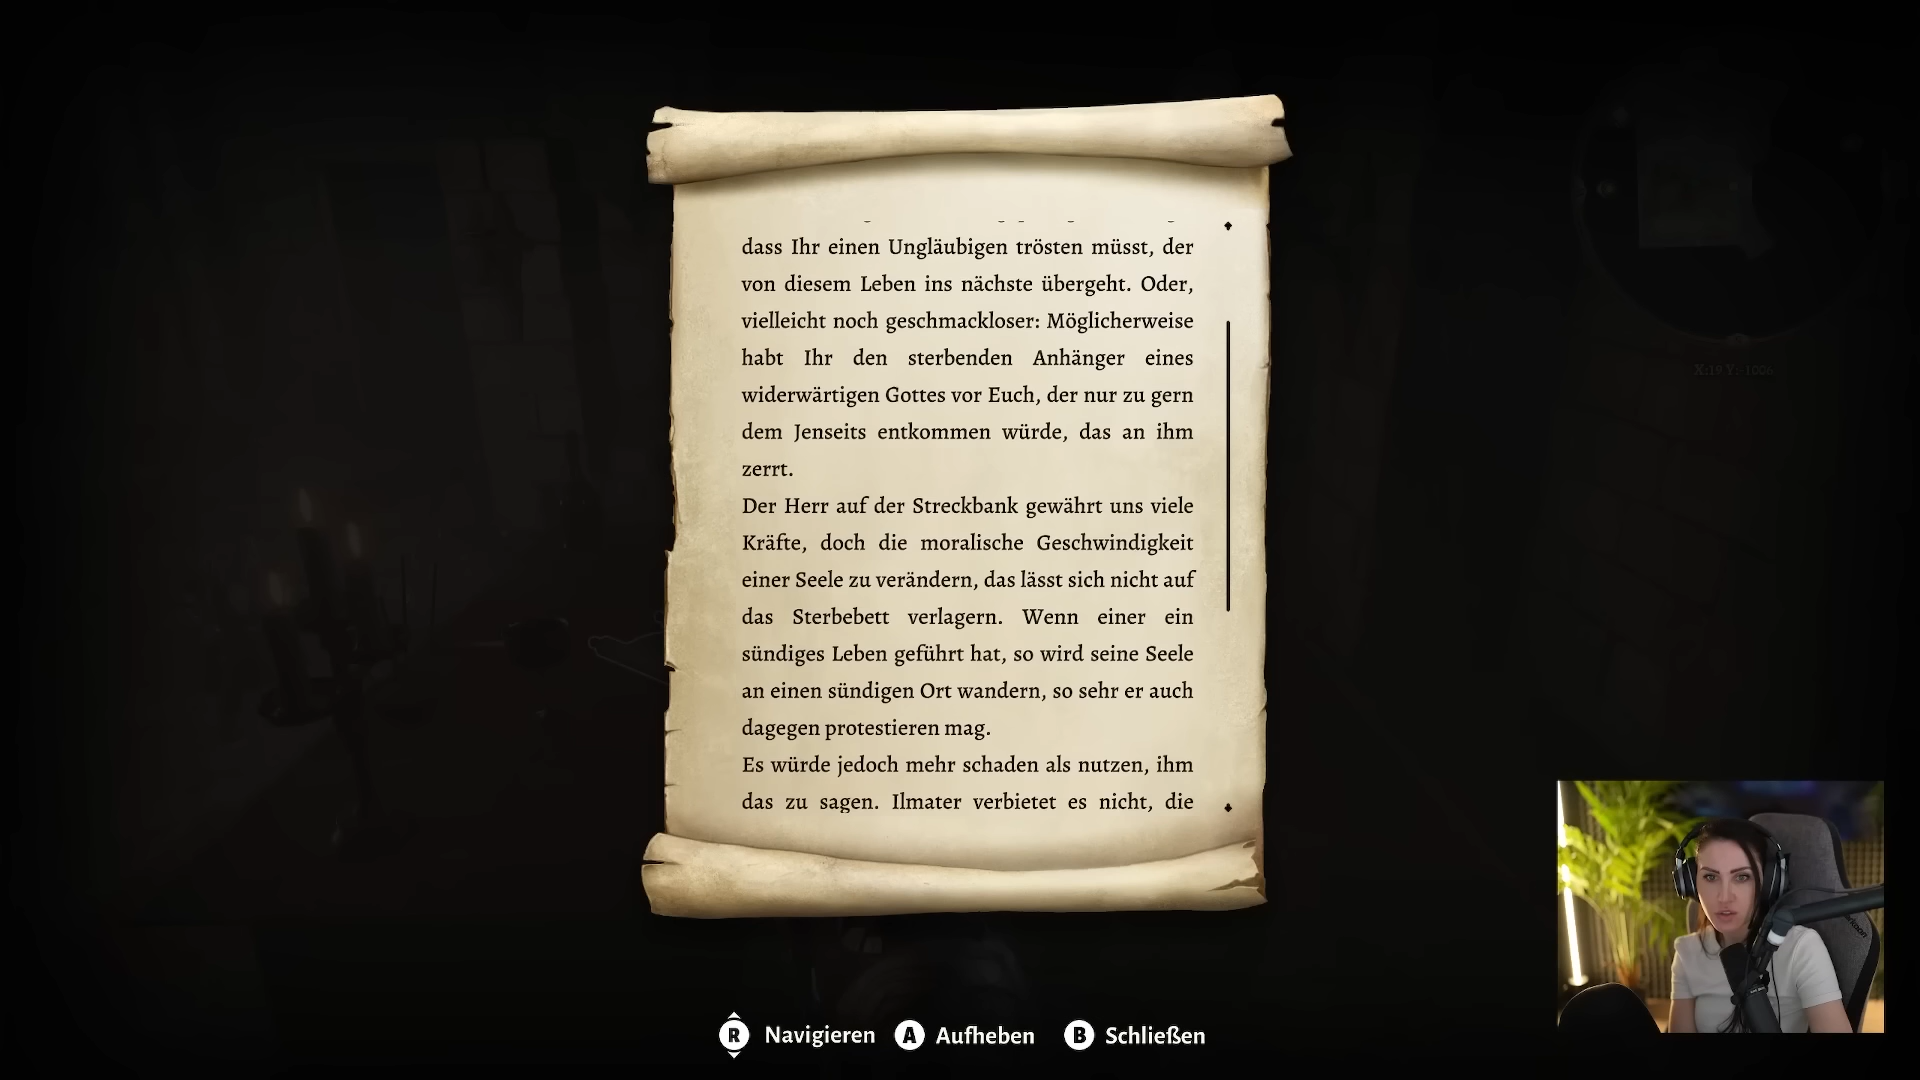 dass Ihr einen Ungläubigen trösten müsst, der
von diesem Leben ins nächste übergeht. Oder,
vielleicht noch geschmackloser: Möglicherweise
habt Ihr den sterbenden Anhänger eines
widerwärtigen Gottes vor Euch, der nur zu gern
dem Jenseits entkommen würde, das an ihm
zerrt.
Der Herr auf der Streckbank gewährt uns viele
Kräfte, doch die moralische Geschwindigkeit
einer Seele zu verändern, das lässt sich nicht auf
das Sterbebett verlagern. Wenn einer ein
sündiges Leben geführt hat, so wird seine Seele
an einen sündigen Ort wandern, so sehr er auch
dagegen protestieren mag.
Es würde jedoch mehr schaden als nutzen, ihm
das zu sagen. Ilmater verbietet es nicht, die
X:19 Y:-1006
R Navigieren A Aufheben B Schließen